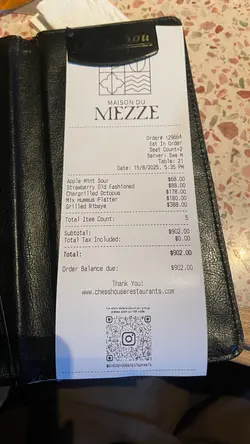 MAISON DU
MEZZE
Order# 129664
Eat In Order
Seat Count=2
Server: Swe M
Table: 21
Date: 19/8/2025, 5:35 PM
Apple Mint Sour $68.00
Strawberry Old Fashioned $88.00
Chargrilled Octopus $178.00
Mix Hummus Platter $180.00
Grilled Ribeye $388.00
Total Item Count: 5
Subtotal: $902.00
Total Tax Included: $0.00
Total: $902.00
Order Balance due: $902.00
Thank You!
www.chesshouserestaurants.com